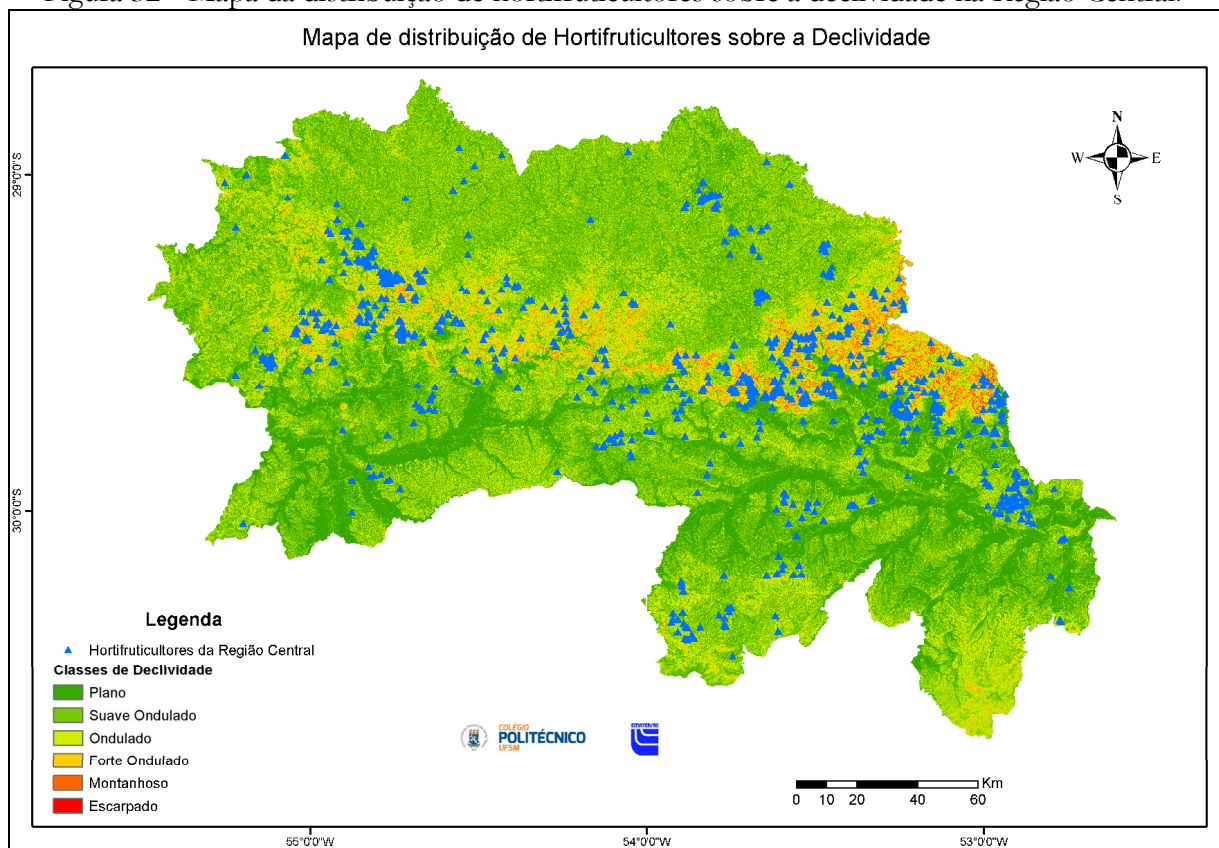 Mapa de distribuição de Hortifruticultores sobre a Declividade
N
W E
S
29°0'0"S
30°0'0"S
Legenda
Hortifruticultores da Região Central
Classes de Declividade
Plano
Suave Ondulado
Ondulado
Forte Ondulado
Montanhoso
Escarpado
COLÉGIO
POLITÉCNICO
UFSM
EMATER/RS
Km
0 10 20 40 60
55°0'0"W 54°0'0"W 53°0'0"W